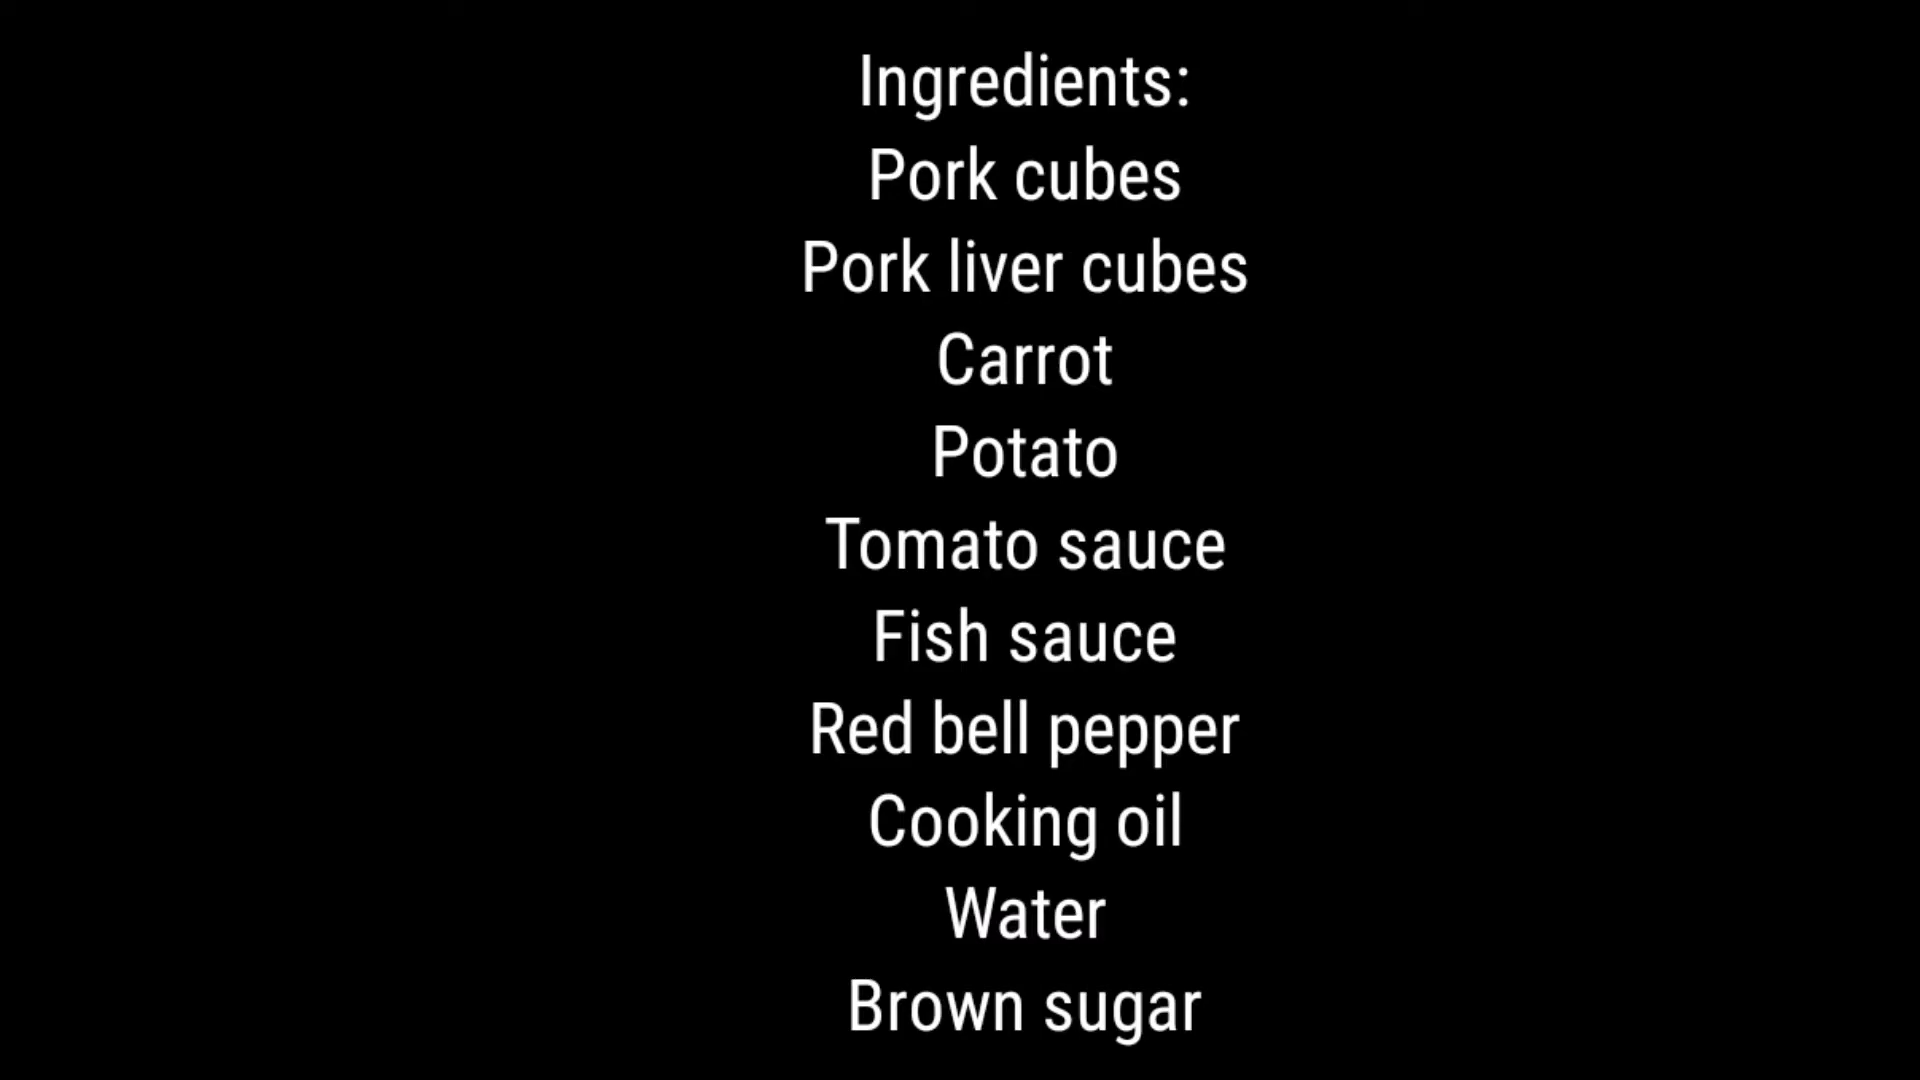 Ingredients:
Pork cubes
Pork liver cubes
Carrot
Potato
Tomato sauce
Fish sauce
Red bell pepper
Cooking oil
Water
Brown sugar